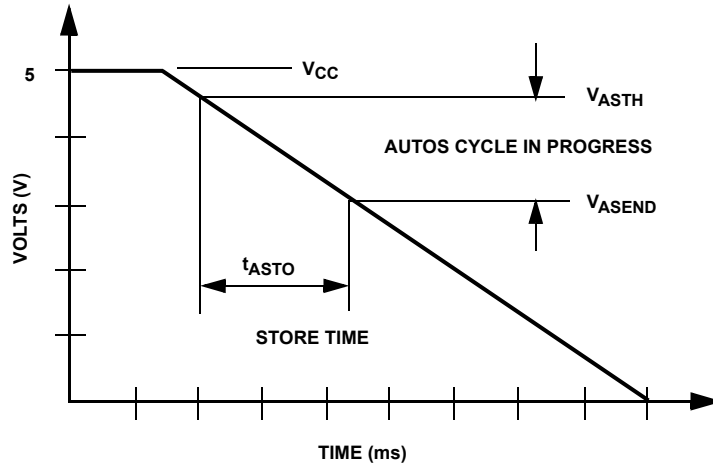 5
VCC
VASTH
AUTOS CYCLE IN PROGRESS
VASEND
VOLTS (V)
tASTO
STORE TIME
TIME (ms)